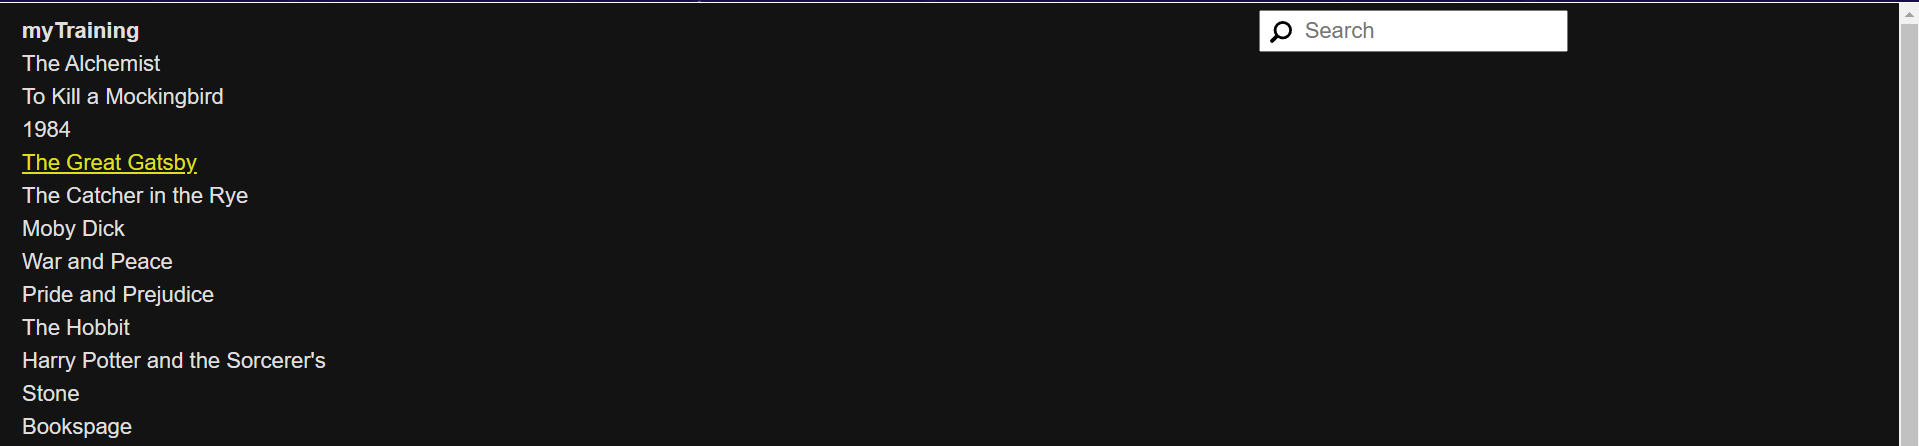 myTraining
Search
The Alchemist
To Kill a Mockingbird
1984
The Great Gatsby
The Catcher in the Rye
Moby Dick
War and Peace
Pride and Prejudice
The Hobbit
Harry Potter and the Sorcerer's
Stone
Bookspage